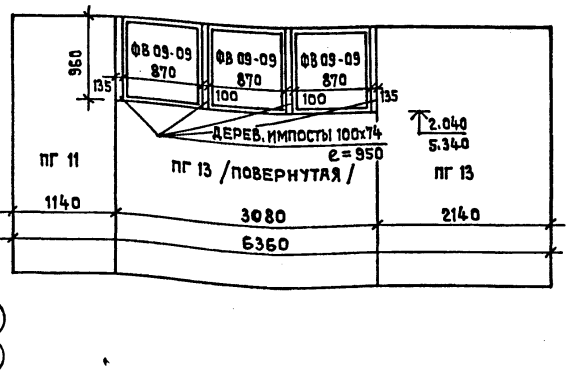 ФВ 09-09 ФВ 09-09 ФВ 09-09
870 870 870
960
135 100 100 135
ДЕРЕВ. ИМПОСТЫ 100х74
e=950
2.040
5.340
ПГ 11 ПГ 13 /ПОВЕРНУТАЯ/ ПГ 13
1140 3080 2140
6360